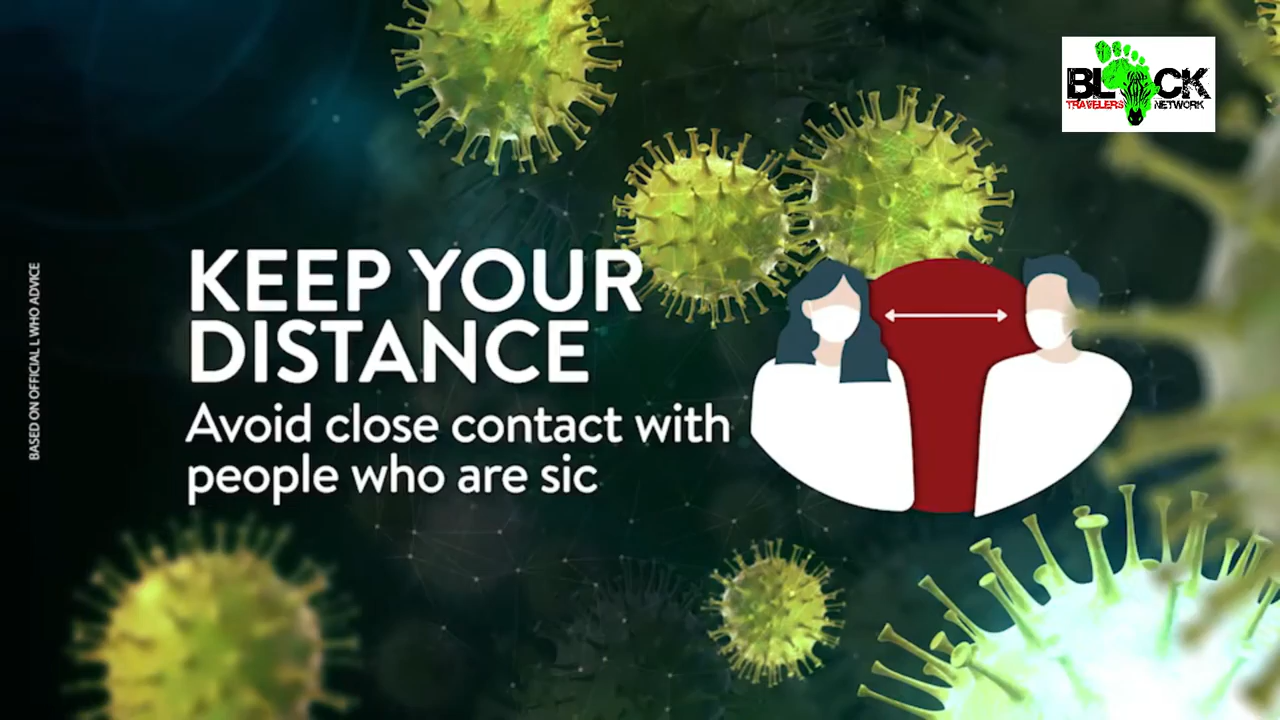 BLACK
TRAVELERS NETWORK
KEEP YOUR
DISTANCE
Avoid close contact with
people who are sic
BASED ON OFFICIAL L WHO ADVICE